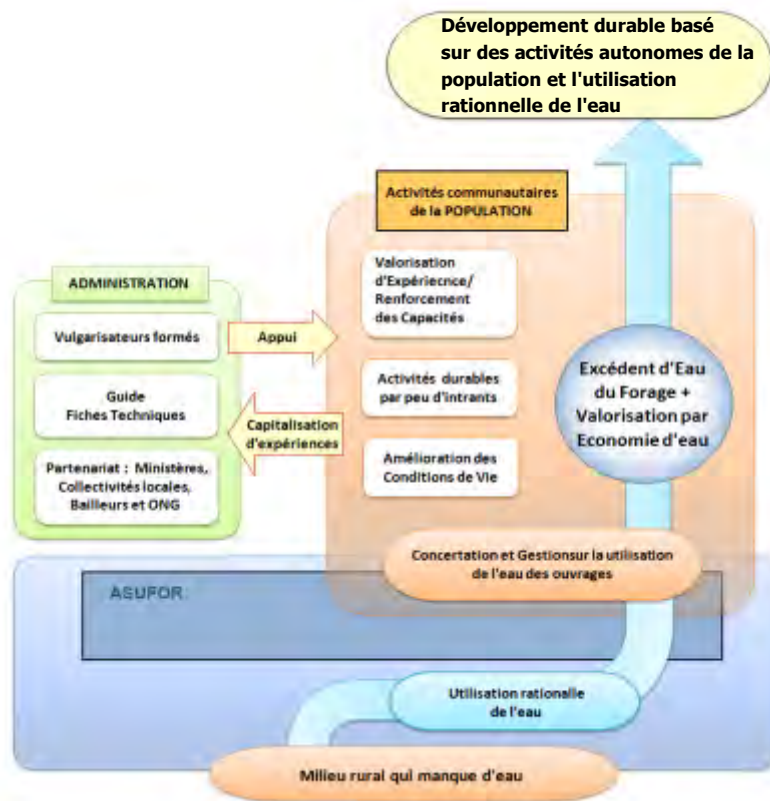 Développement durable basé
sur des activités autonomes de la
population et l'utilisation
rationnelle de l'eau
Activités communautaires
de la POPULATION
ADMINISTRATION
Vulgarisateurs formés
Guide
Fiches Techniques
Partenariat : Ministères,
Collectivités locales,
Bailleurs et ONG
Appui
Capitalisation
d'expériences
Valorisation
d'Expériecnce/
Renforcement
des Capacités
Activités durables
par peu d'intrants
Amélioration des
Conditions de Vie
Excédent d'Eau
du Forage +
Valorisation par
Economie d'eau
Concertation et Gestionsur la utilisation
de l'eau des ouvrages
ASUFOR
Utilisation rationalle
de l'eau
Milieu rural qui manque d'eau